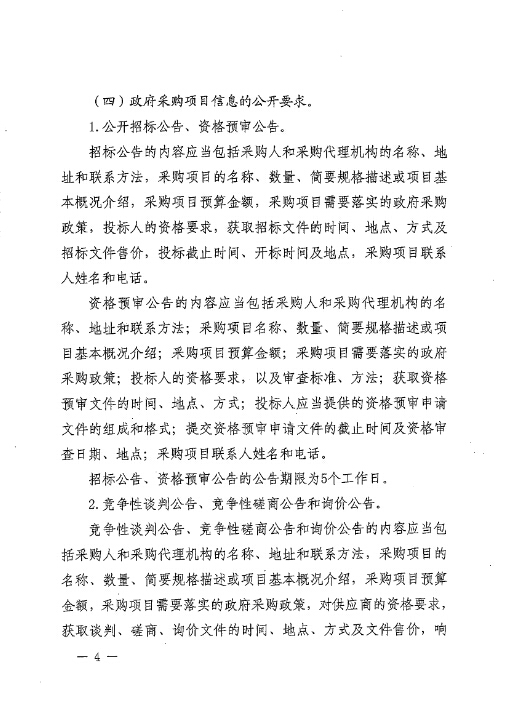 （四）政府采购项目信息的公开要求。
1.公开招标公告、资格预审公告。
招标公告的内容应当包括采购人和采购代理机构的名称、地
址和联系方法，采购项目的名称、数量、简要规格描述或项目基
本概况介绍，采购项目预算金额，采购项目需要落实的政府采购
政策，投标人的资格要求，获取招标文件的时间、地点、方式及
招标文件售价，投标截止时间、开标时间及地点，采购项目联系
人姓名和电话。
资格预审公告的内容应当包括采购人和采购代理机构的名
称、地址和联系方法；采购项目名称、数量、简要规格描述或项
目基本概况介绍；采购项目预算金额；采购项目需要落实的政府
采购政策；投标人的资格要求，以及审查标准、方法；获取资格
预审文件的时间、地点、方式；投标人应当提供的资格预审申请
文件的组成和格式；提交资格预审申请文件的截止时间及资格审
查日期、地点；采购项目联系人姓名和电话。
招标公告、资格预审公告的公告期限为5个工作日。
2.竞争性谈判公告、竞争性磋商公告和询价公告。
竞争性谈判公告、竞争性磋商公告和询价公告的内容应当包
括采购人和采购代理机构的名称、地址和联系方法，采购项目的
名称、数量、简要规格描述或项目基本概况介绍，采购项目预算
金额，采购项目需要落实的政府采购政策，对供应商的资格要求，
获取谈判、磋商、询价文件的时间、地点、方式及文件售价，响
— 4 —